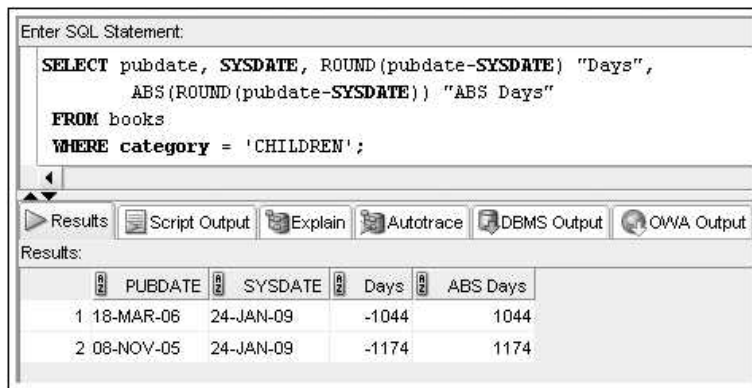 Enter SQL Statement:
SELECT pubdate, SYSDATE, ROUND(pubdate-SYSDATE) "Days",
ABS(ROUND(pubdate-SYSDATE)) "ABS Days"
FROM books
WHERE category = 'CHILDREN';
Results Script Output Explain Autotrace DBMS Output OWA Output
Results:
PUBDATE SYSDATE Days ABS Days
1 18-MAR-06 24-JAN-09 -1044 1044
2 08-NOV-05 24-JAN-09 -1174 1174